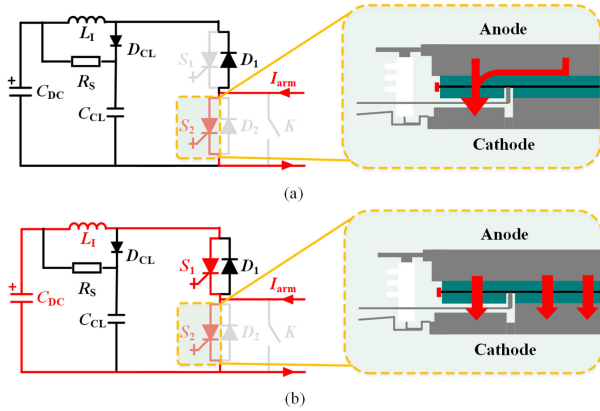 L_I
D_CL
S_1
D_1
Anode
R_S
I_arm
+
C_DC
C_CL
S_2
D_2
K
Cathode
(a)
L_I
D_CL
S_1
D_1
Anode
R_S
I_arm
+
C_DC
C_CL
S_2
D_2
K
Cathode
(b)